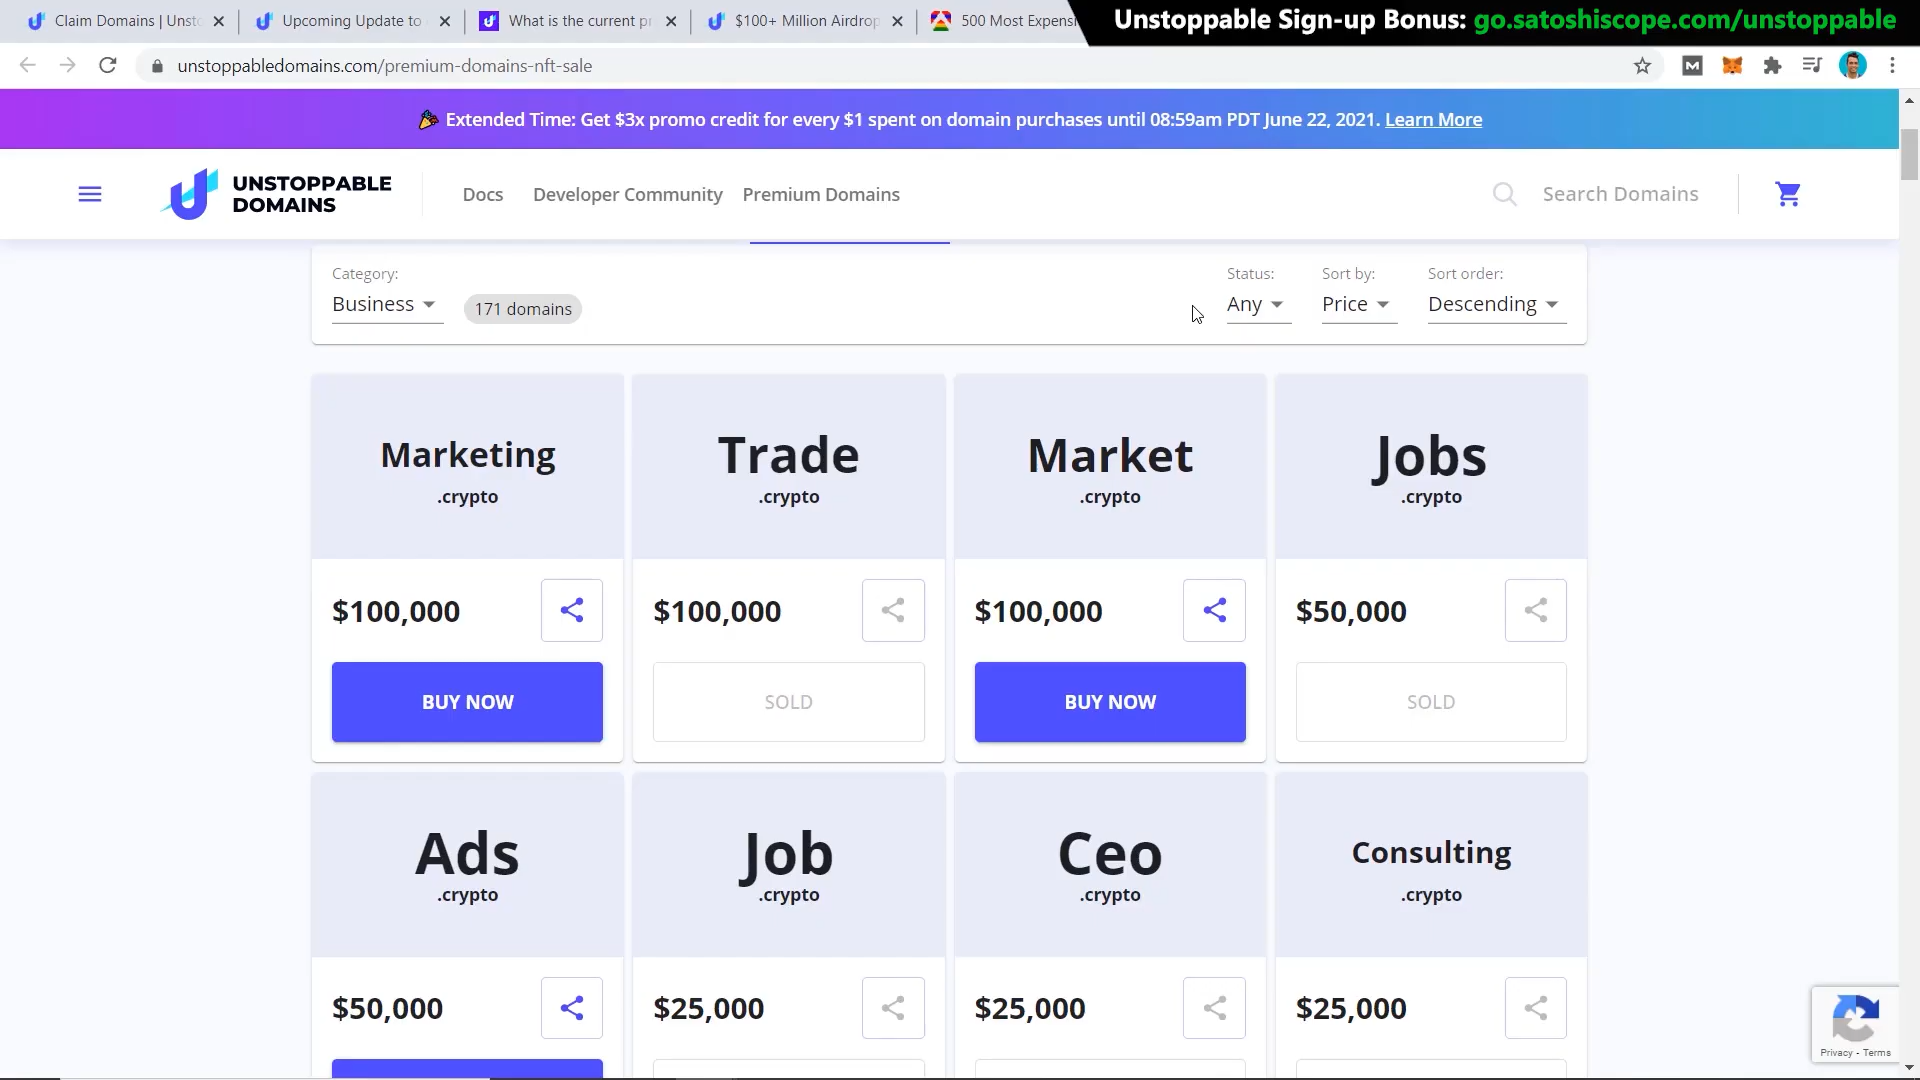 Claim Domains | Unsto
Upcoming Update to
What is the current pr
$100+ Million Airdrop
500 Most Expensi
Unstoppable Sign-up Bonus: go.satoshiscope.com/unstoppable
unstoppabledomains.com/premium-domains-nft-sale
Extended Time: Get $3x promo credit for every $1 spent on domain purchases until 08:59am PDT June 22, 2021. Learn More
UNSTOPPABLE
DOMAINS
Docs
Developer Community
Premium Domains
Search Domains
Category:
Business
171 domains
Status:
Any
Sort by:
Price
Sort order:
Descending
Marketing
.crypto
$100,000
BUY NOW
Trade
.crypto
$100,000
SOLD
Market
.crypto
$100,000
BUY NOW
Jobs
.crypto
$50,000
SOLD
Ads
.crypto
$50,000
Job
.crypto
$25,000
Ceo
.crypto
$25,000
Consulting
.crypto
$25,000
Privacy - Terms